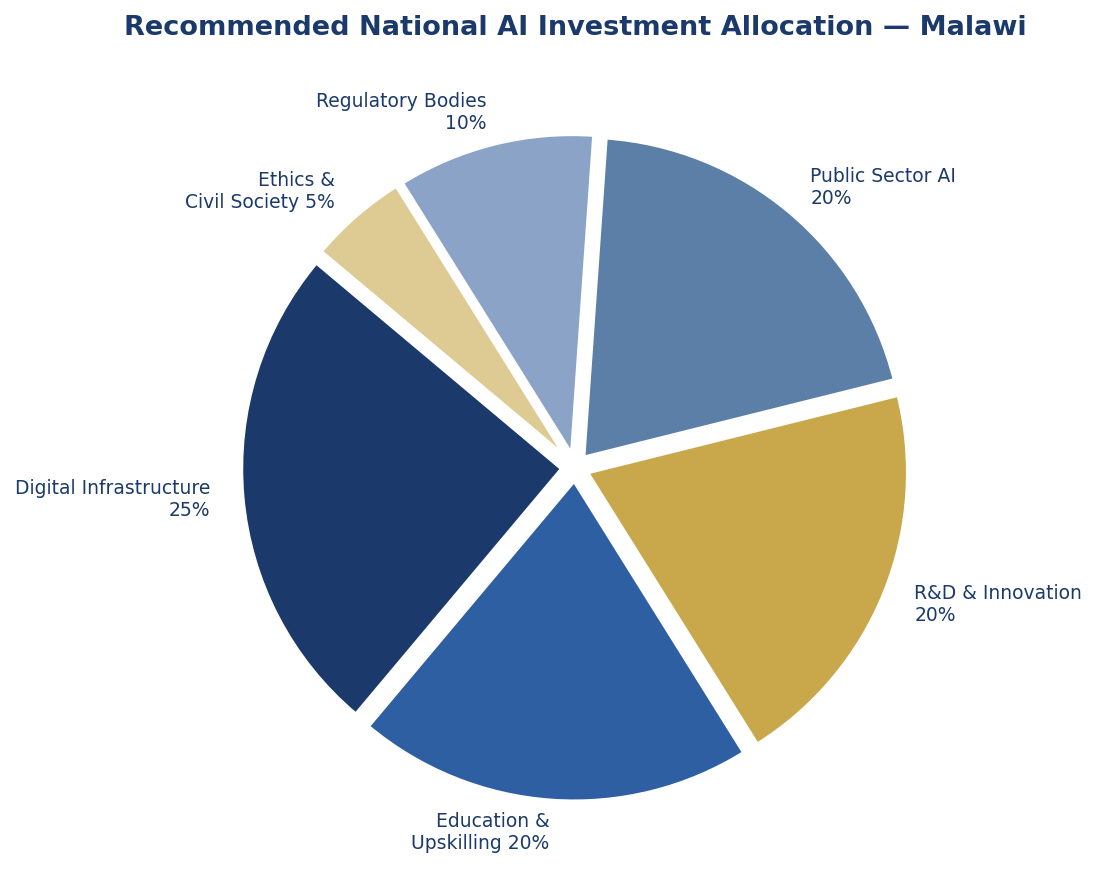 Recommended National AI Investment Allocation — Malawi
Regulatory Bodies
10%
Public Sector AI
20%
Ethics &
Civil Society 5%
Digital Infrastructure
25%
R&D & Innovation
20%
Education &
Upskilling 20%